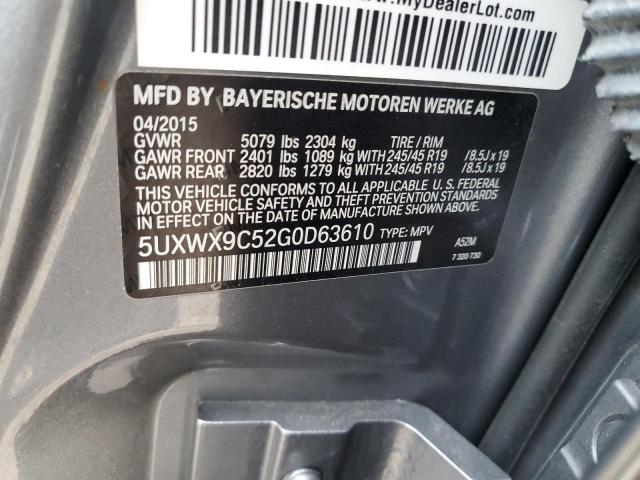 www.MyDealerLot.com
MFD BY BAYERISCHE MOTOREN WERKE AG
04/2015
GVWR 5079 lbs 2304 kg TIRE / RIM
GAWR FRONT 2401 lbs 1089 kg WITH 245/45 R19 /8.5J x 19
GAWR REAR 2820 lbs 1279 kg WITH 245/45 R19 /8.5J x 19
THIS VEHICLE CONFORMS TO ALL APPLICABLE U. S. FEDERAL
MOTOR VEHICLE SAFETY AND THEFT PREVENTION STANDARDS
IN EFFECT ON THE DATE OF MANUFACTURE SHOWN ABOVE.
5UXWX9C52G0D63610 TYPE: MPV
A52M
7 320 730